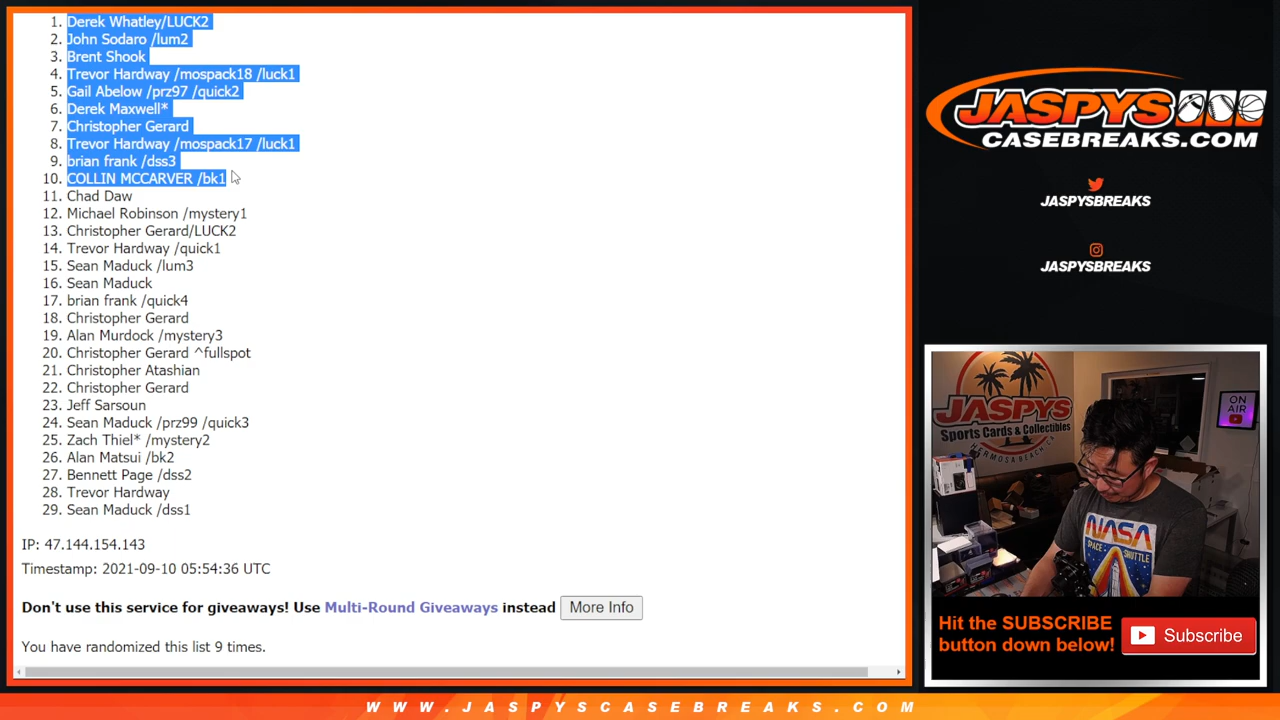 1. Derek Whatley/LUCK2
2. John Sodaro /lum2
3. Brent Shook
4. Trevor Hardway /mospack18 /luck1
5. Gail Abelow /prz97 /quick2
6. Derek Maxwell*
7. Christopher Gerard
8. Trevor Hardway /mospack17 /luck1
9. brian frank /dss3
10. COLLIN MCCARVER /bk1
11. Chad Daw
12. Michael Robinson /mystery1
13. Christopher Gerard/LUCK2
14. Trevor Hardway /quick1
15. Sean Maduck /lum3
16. Sean Maduck
17. brian frank /quick4
18. Christopher Gerard
19. Alan Murdock /mystery3
20. Christopher Gerard ^fullspot
21. Christopher Atashian
22. Christopher Gerard
23. Jeff Sarsoun
24. Sean Maduck /prz99 /quick3
25. Zach Thiel* /mystery2
26. Alan Matsui /bk2
27. Bennett Page /dss2
28. Trevor Hardway
29. Sean Maduck /dss1
IP: 47.144.154.143
Timestamp: 2021-09-10 05:54:36 UTC
Don't use this service for giveaways! Use Multi-Round Giveaways instead More Info
You have randomized this list 9 times.
JASPYS
CASEBREAKS.COM
JASPYSBREAKS
JASPYSBREAKS
JASPYS
Sports Cards & Collectibles
HERMOSA BEACH, CA
ON AIR
NASA
SPACE SHUTTLE
Hit the SUBSCRIBE
button down below!
Subscribe
WWW.JASPYSCASEBREAKS.COM